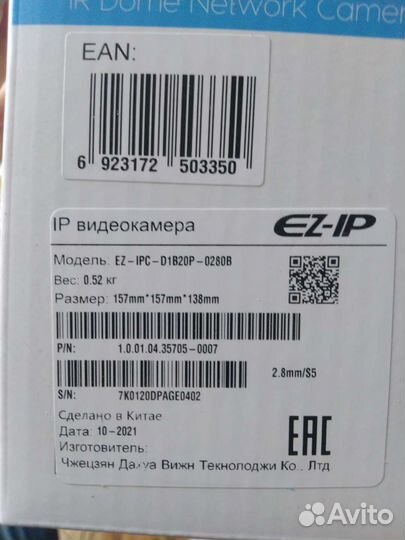 IR Dome Network Camer
EAN:
6 923172 503350
IP видеокамера EZ-IP
Модель: EZ-IPC-D1B20P-0280B
Вес: 0.52 кг
Размер: 157mm*157mm*138mm
P/N: 1.0.01.04.35705-0007
2.8mm/S5
S/N: 7K0120DPAGE0402
Сделано в Китае
Дата: 10-2021
Изготовитель:
Чжецзян Дахуа Вижн Текнолоджи Ко., Лтд
EAC
Avito